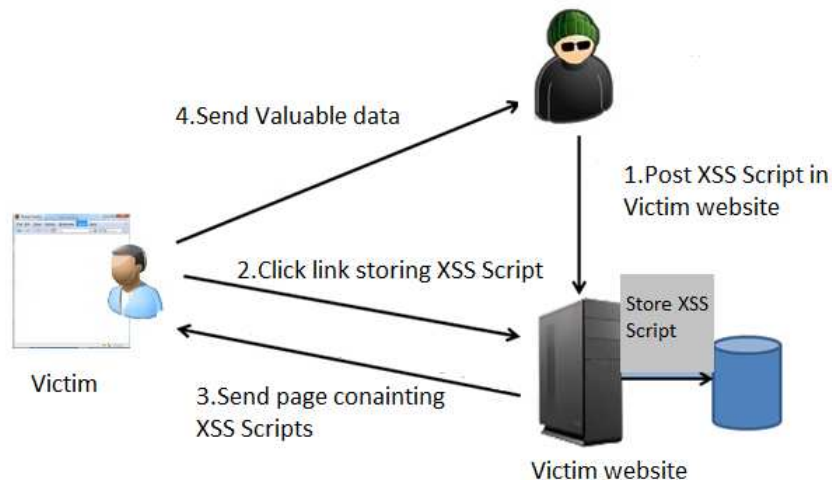 4.Send Valuable data
1.Post XSS Script in
Victim website
2.Click link storing XSS Script
Store XSS
Script
Victim
3.Send page conainting
XSS Scripts
Victim website